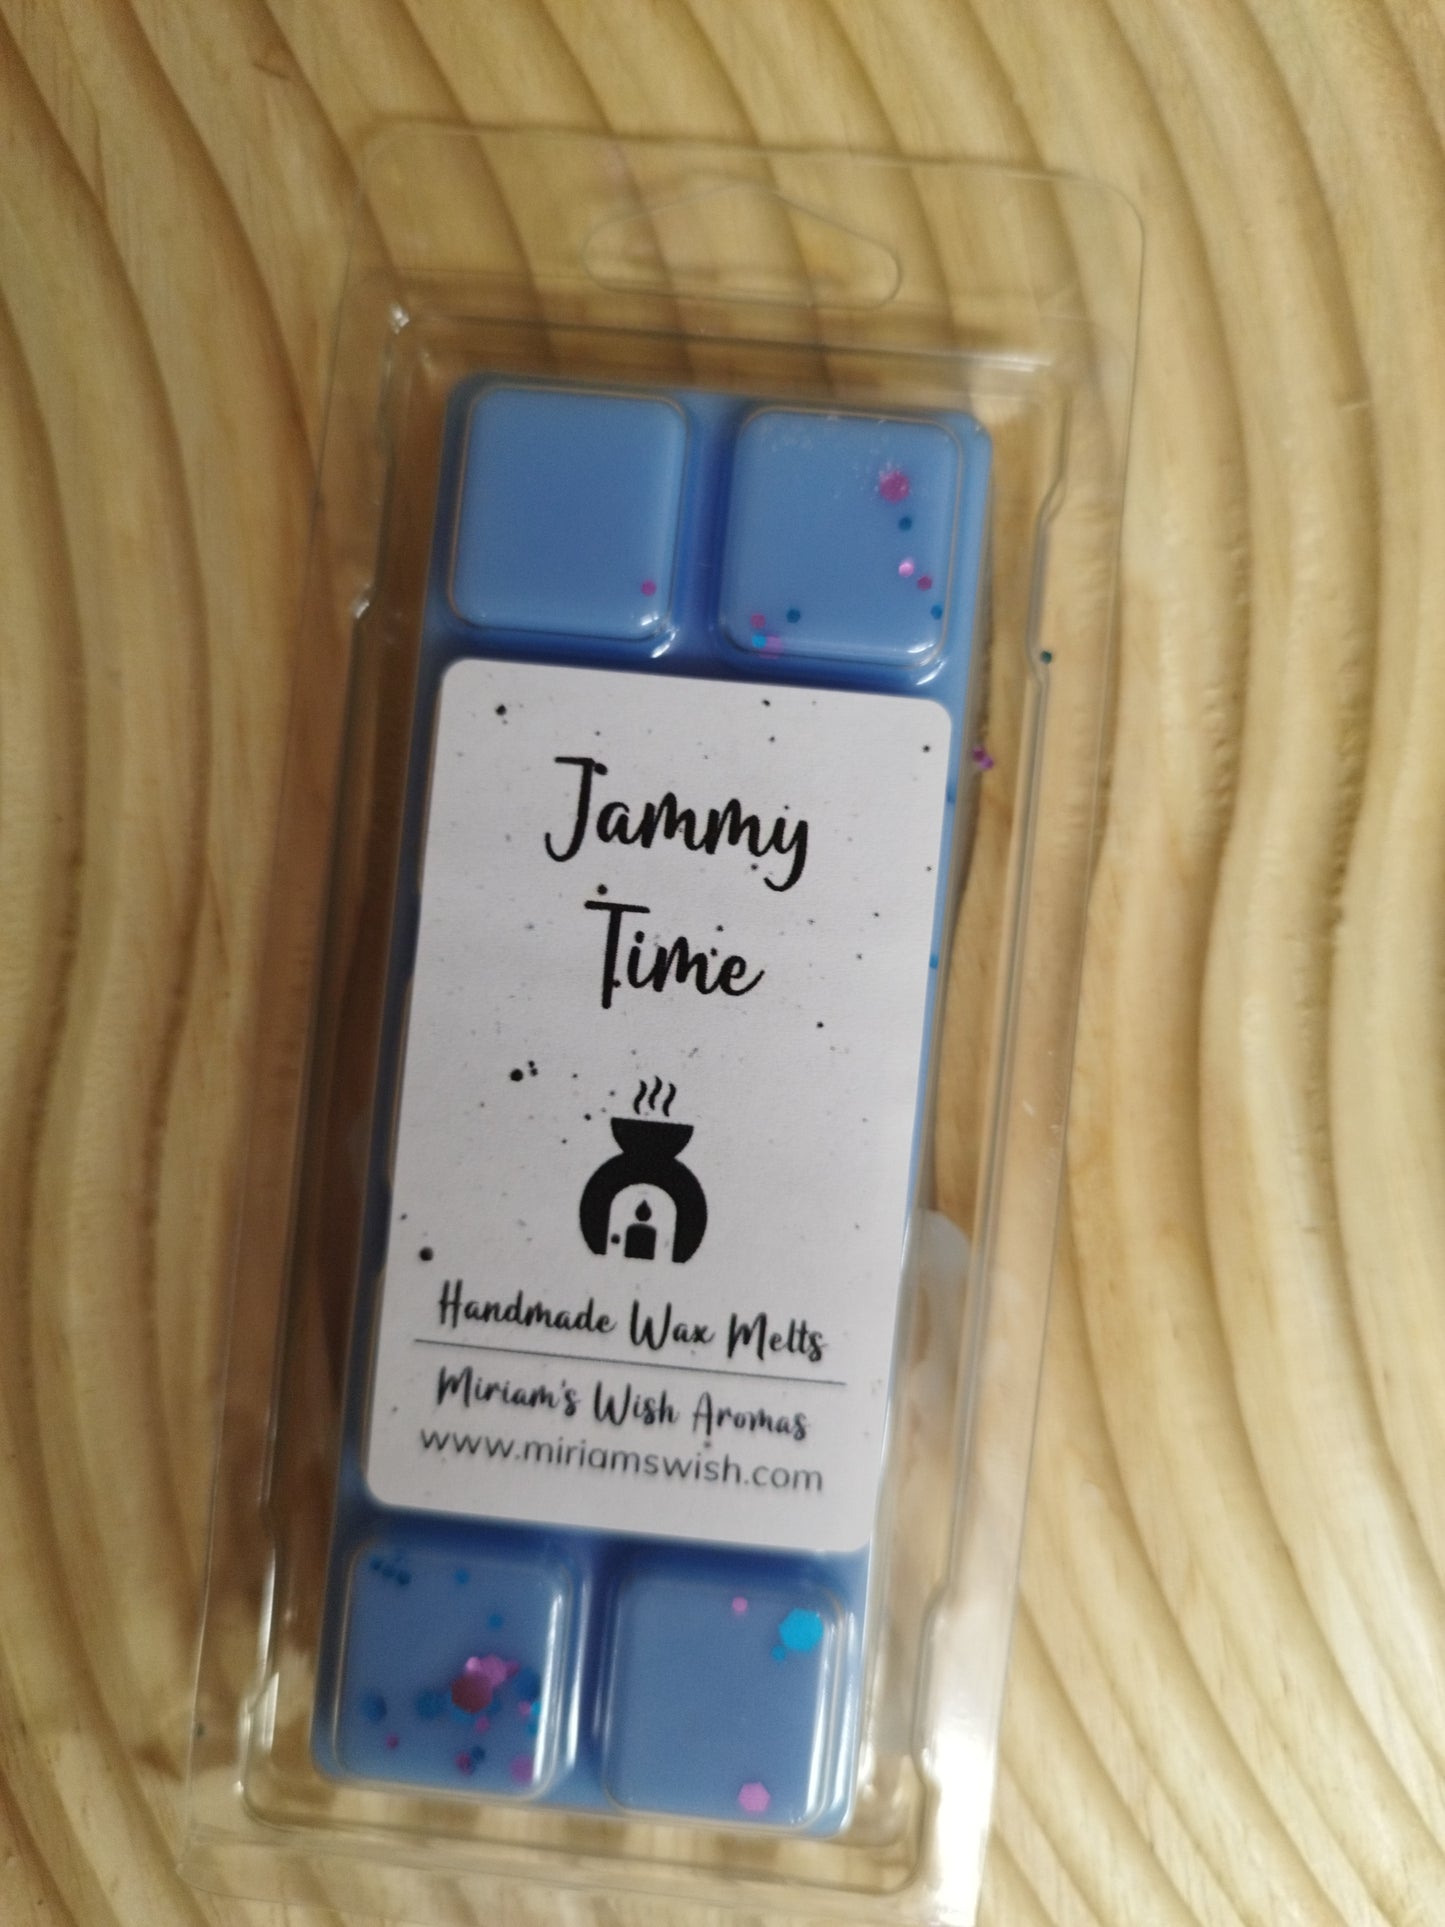 Jammy
Time
Handmade Wax Melts
Miriam's Wish Aromas
www.miriamswish.com